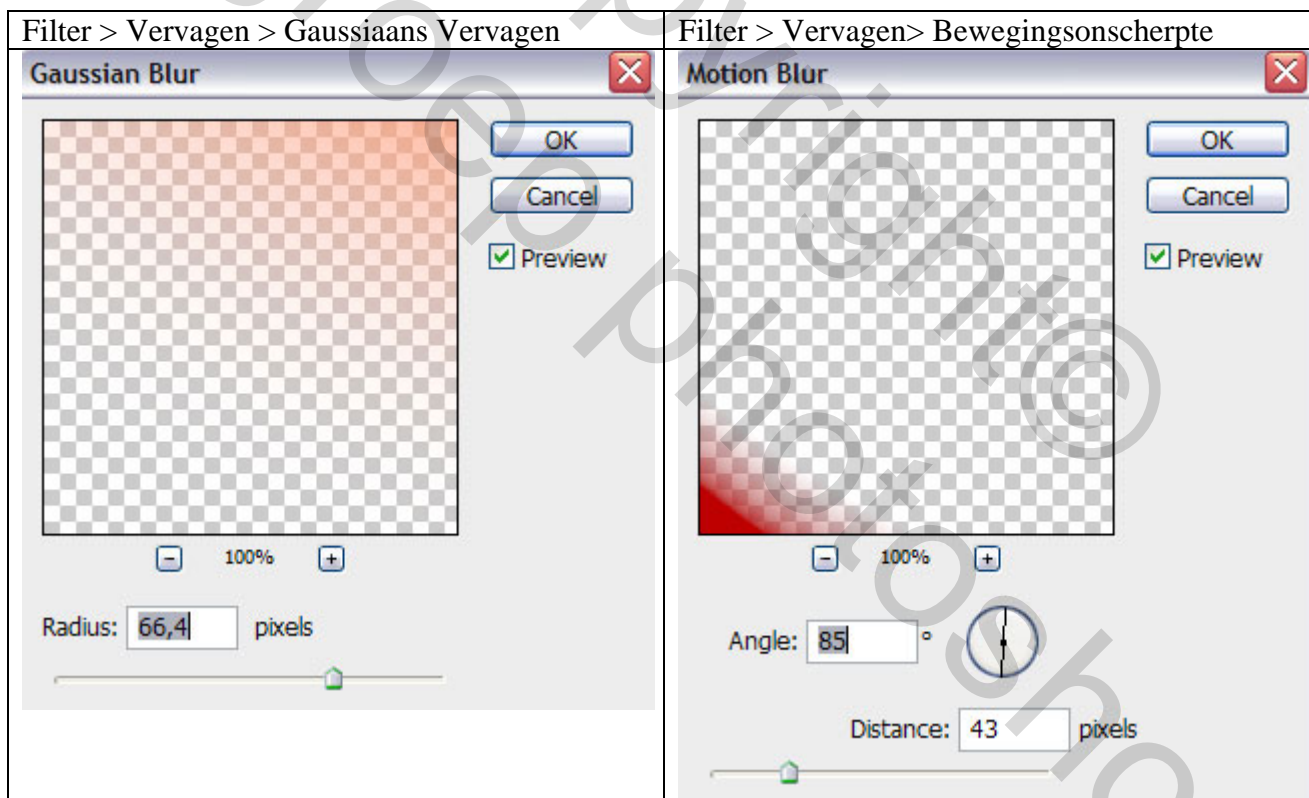 Filter > Vervagen > Gaussiaans Vervagen
Gaussian Blur
OK
Cancel
Preview
100%
Radius: 66,4 pixels
Filter > Vervagen> Bewegingsonscherpte
Motion Blur
OK
Cancel
Preview
100%
Angle: 85 °
Distance: 43 pixels